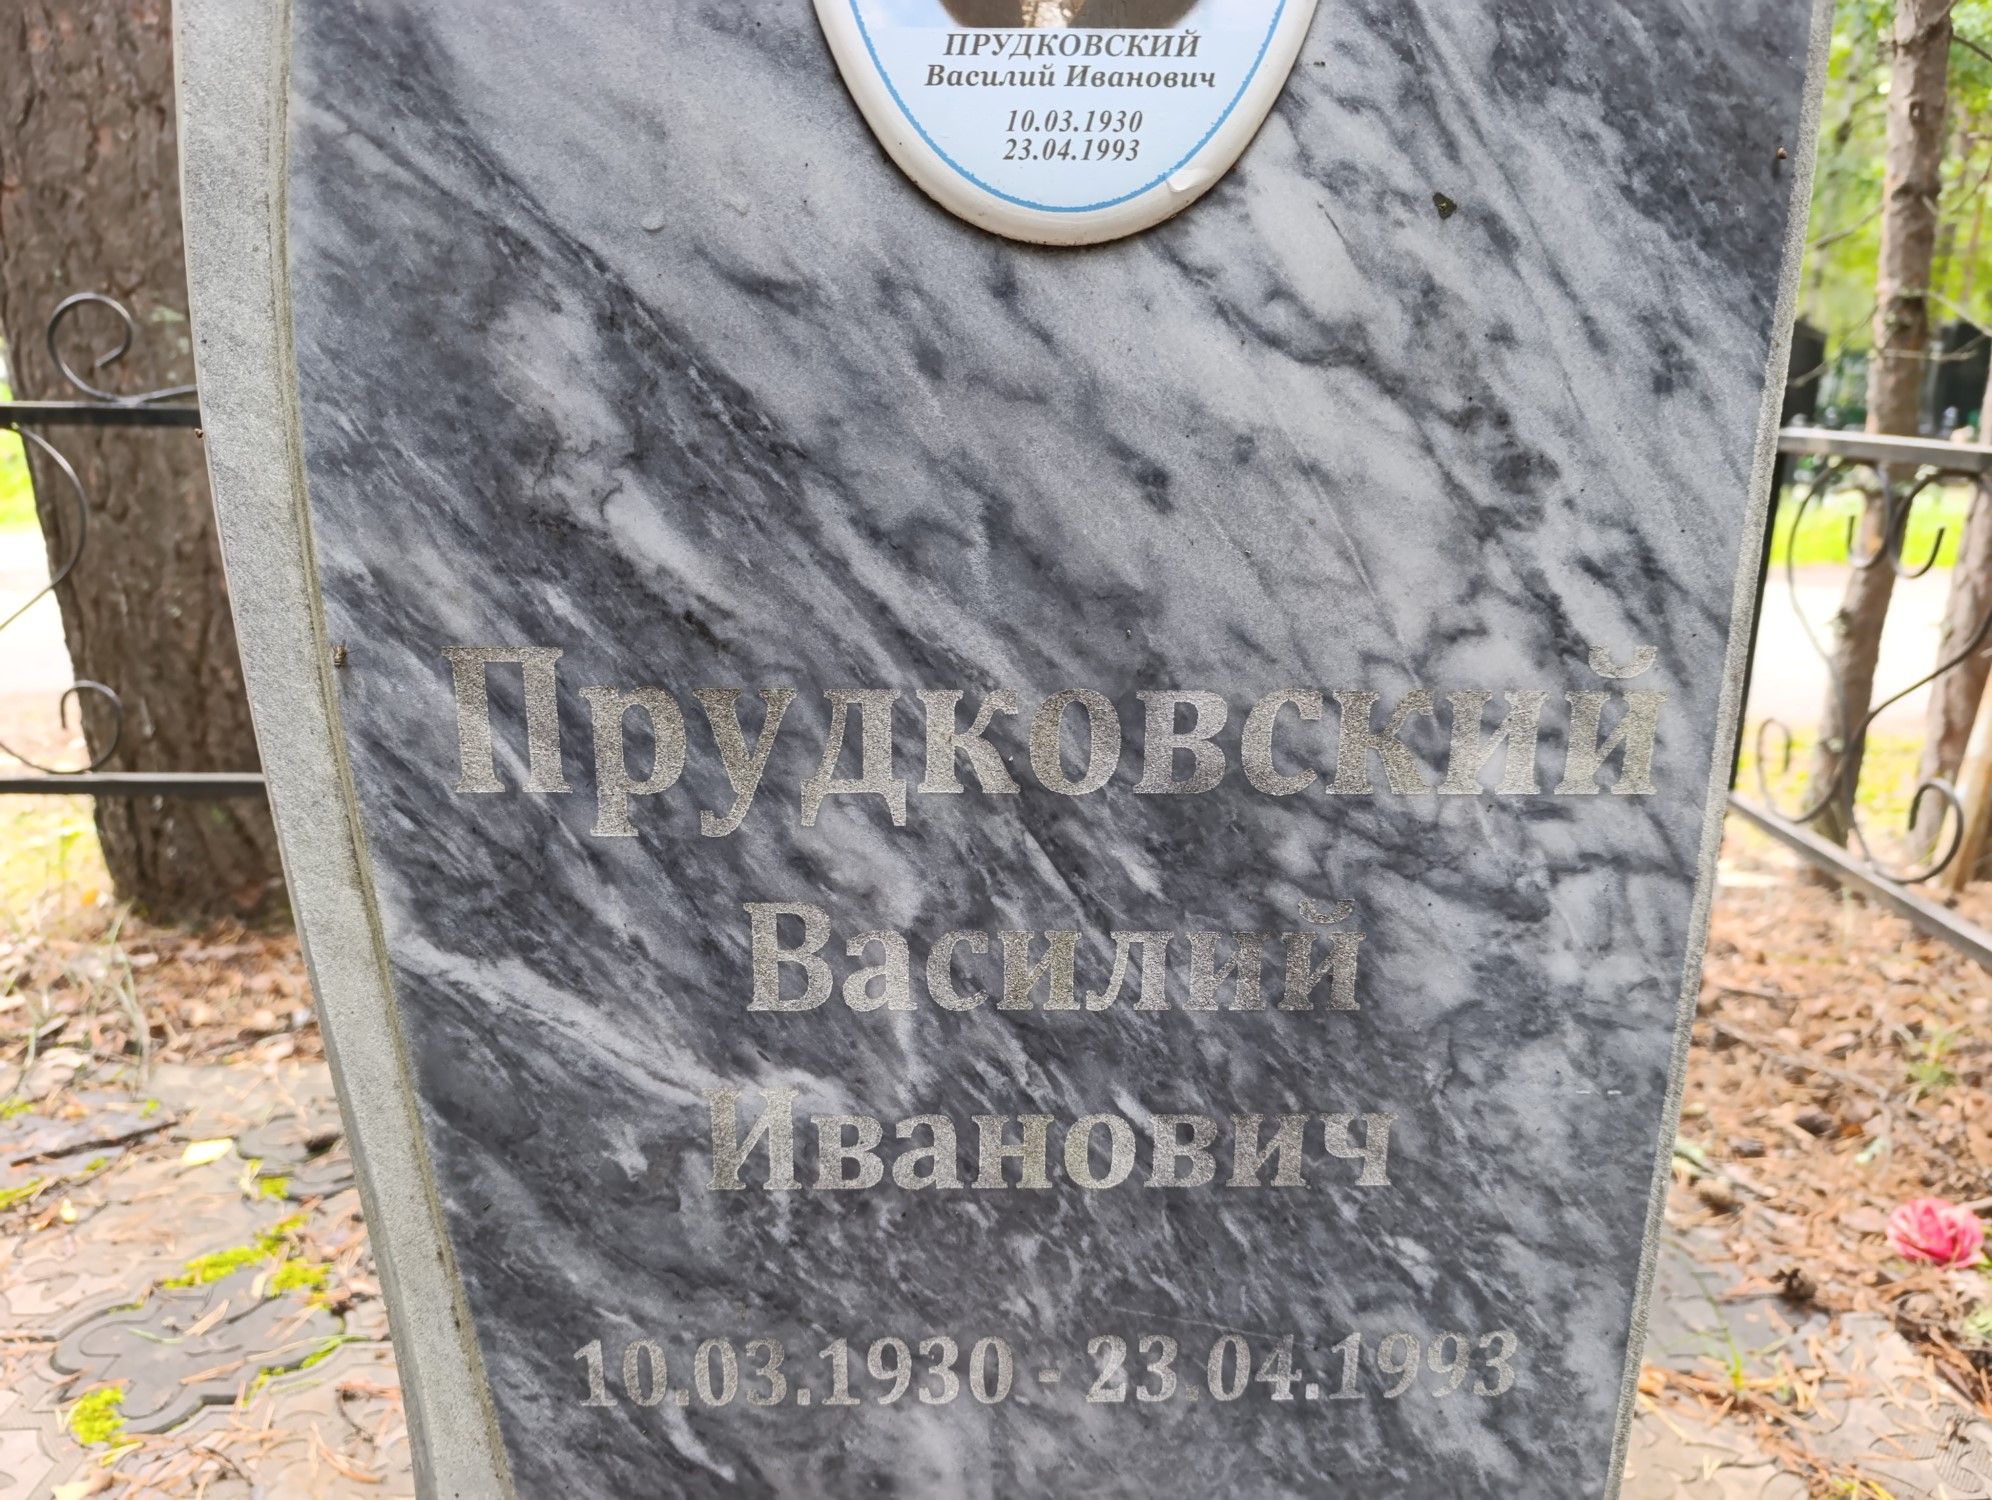 ПРУДКОВСКИЙ
Василий Иванович
10.03.1930
23.04.1993
Прудковский
Василий
Иванович
10.03.1930 - 23.04.1993